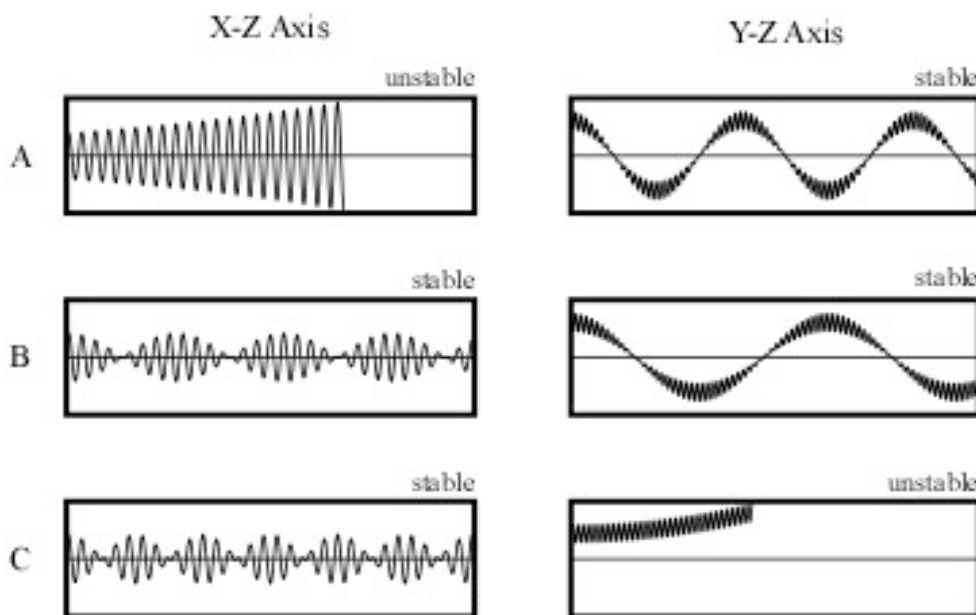 X-Z Axis
Y-Z Axis
unstable
stable
A
stable
stable
B
stable
unstable
C